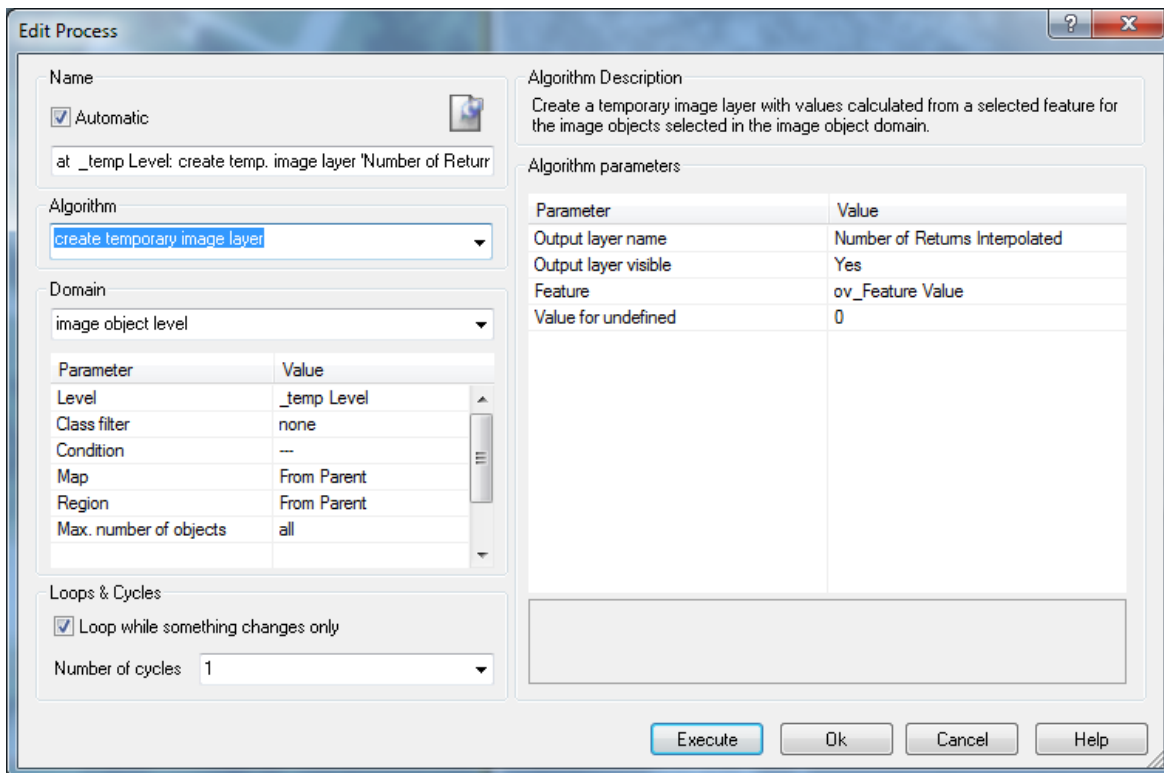 Edit Process
?
X
Name
Automatic
at _temp Level: create temp. image layer 'Number of Returr
Algorithm
create temporary image layer
Domain
image object level
Parameter Value
Level _temp Level
Class filter none
Condition ---
Map From Parent
Region From Parent
Max. number of objects all
Loops & Cycles
Loop while something changes only
Number of cycles 1
Algorithm Description
Create a temporary image layer with values calculated from a selected feature for
the image objects selected in the image object domain.
Algorithm parameters
Parameter Value
Output layer name Number of Returns Interpolated
Output layer visible Yes
Feature ov_Feature Value
Value for undefined 0
Execute Ok Cancel Help